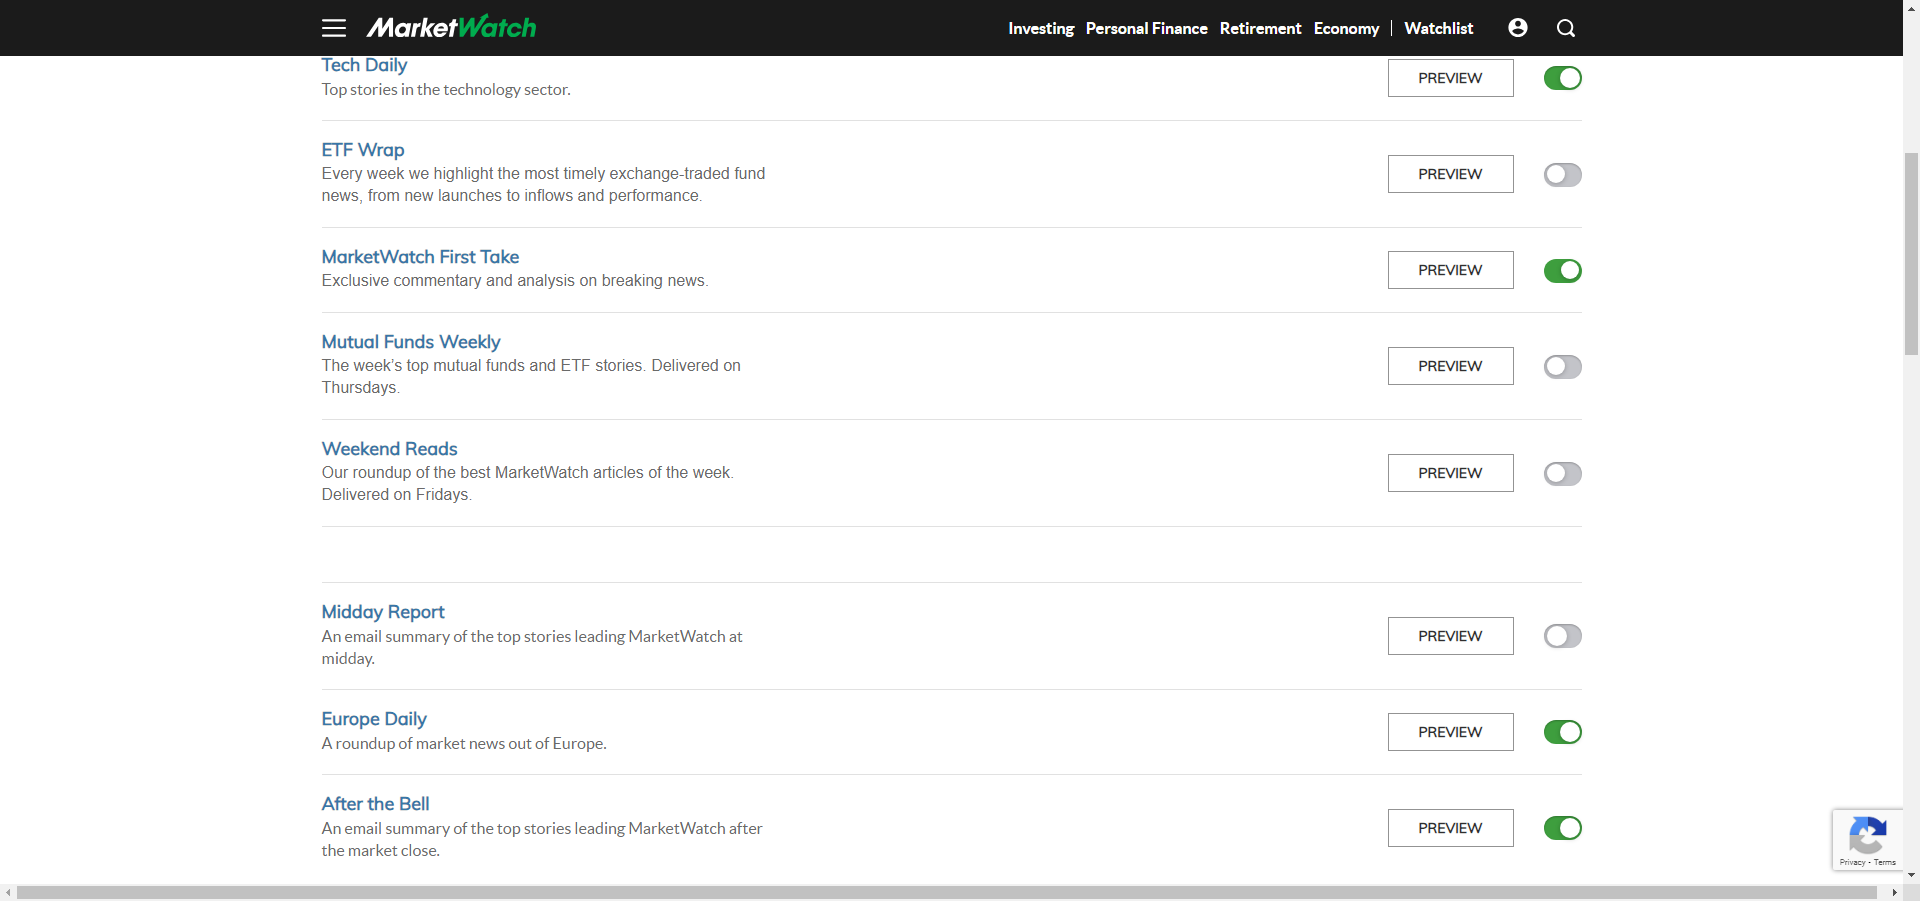 MarketWatch
Investing Personal Finance Retirement Economy | Watchlist
Tech Daily
Top stories in the technology sector.
PREVIEW
ETF Wrap
Every week we highlight the most timely exchange-traded fund
news, from new launches to inflows and performance.
PREVIEW
MarketWatch First Take
Exclusive commentary and analysis on breaking news.
PREVIEW
Mutual Funds Weekly
The week's top mutual funds and ETF stories. Delivered on
Thursdays.
PREVIEW
Weekend Reads
Our roundup of the best MarketWatch articles of the week.
Delivered on Fridays.
PREVIEW
Midday Report
An email summary of the top stories leading MarketWatch at
midday.
PREVIEW
Europe Daily
A roundup of market news out of Europe.
PREVIEW
After the Bell
An email summary of the top stories leading MarketWatch after
the market close.
PREVIEW
Privacy - Terms